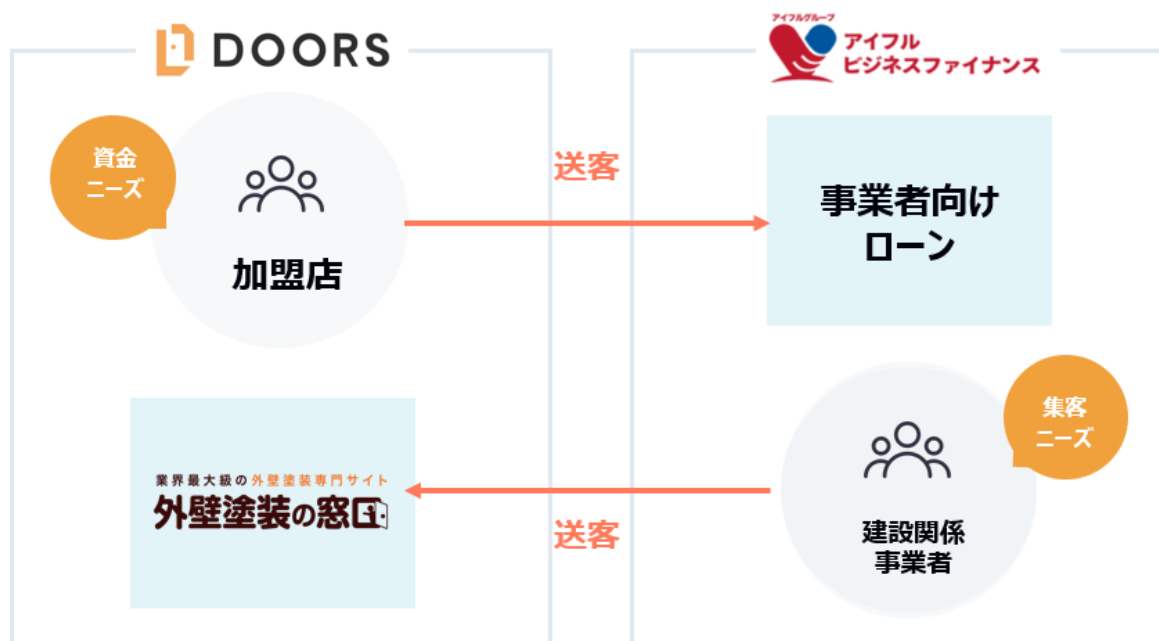 DOORS
アイフルグループ
アイフル
ビジネスファイナンス
資金
ニーズ
加盟店
送客
事業者向け
ローン
業界最大級の外壁塗装専門サイト
外壁塗装の窓口
送客
集客
ニーズ
建設関係
事業者